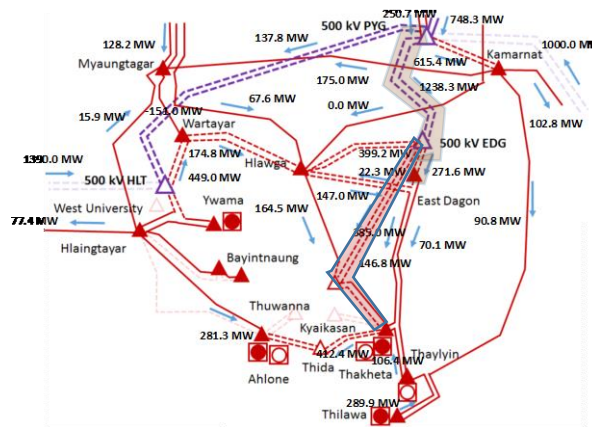 250.7 MW
748.3 MW
500 kV PYG
137.8 MW
128.2 MW
Myaungtagar
Kamarnat
1000.0 MW
615.4 MW
175.0 MW
1238.3 MW
67.6 MW
0.0 MW
102.8 MW
15.9 MW
-151.0 MW
Wartayar
500 kV EDG
174.8 MW
Hlawga
399.2 MW
500 kV HLT
449.0 MW
22.3 MW
271.6 MW
147.0 MW
East Dagon
West University
Ywama
164.5 MW
90.8 MW
77.4 MW
385.0 MW
70.1 MW
Hlaingtayar
146.8 MW
Bayintnaung
Thuwanna
Kyaikasan
281.3 MW
412.4 MW
Thida
106.4 MW
Thaylyin
Ahlone
Thakheta
289.9 MW
Thilawa